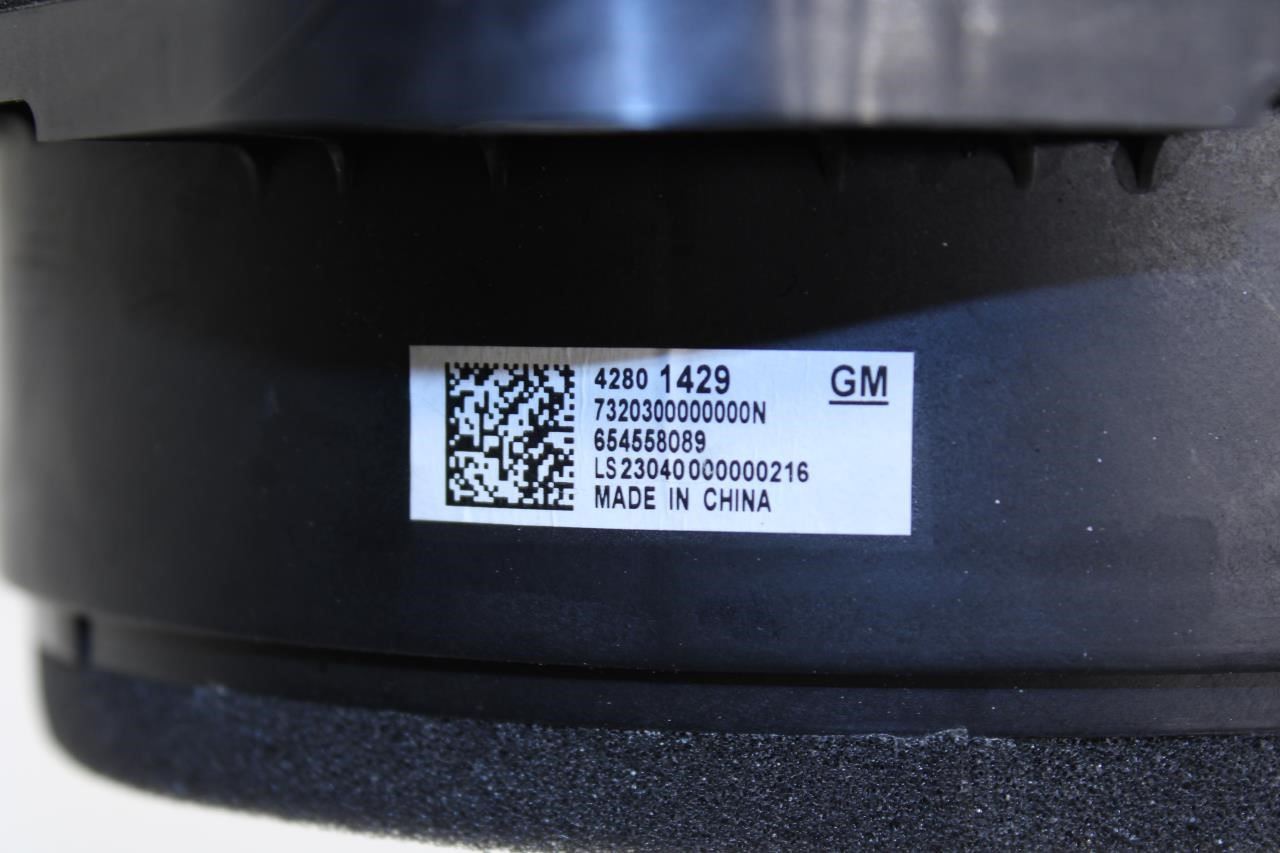 4280 1429 GM
7320300000000N
654558089
LS23040000000216
MADE IN CHINA